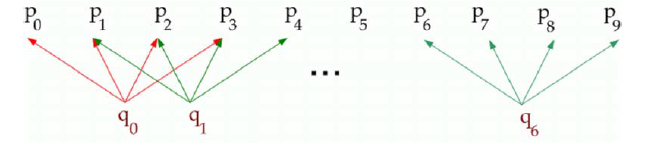 p₀ p₁ p₂ p₃ p₄ p₅ p₆ p₇ p₈ p₉
...
q₀ q₁ q₆